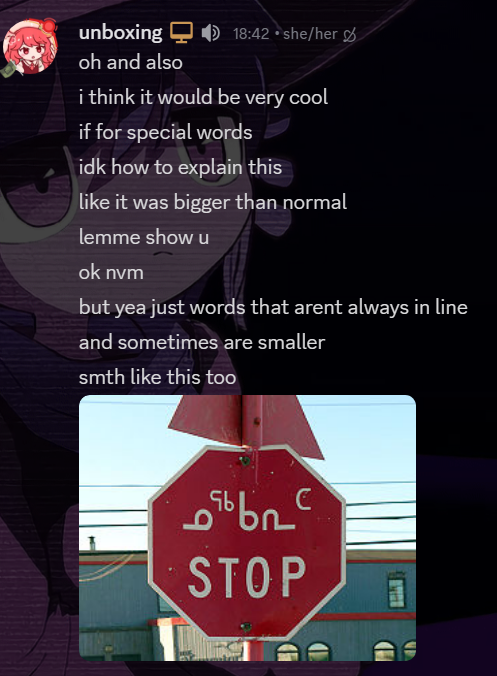 unboxing 18:42 • she/her
oh and also
i think it would be very cool
if for special words
idk how to explain this
like it was bigger than normal
lemme show u
ok nvm
but yea just words that arent always in line
and sometimes are smaller
smth like this too
ᓄᖅᑲᕆᑦ
STOP